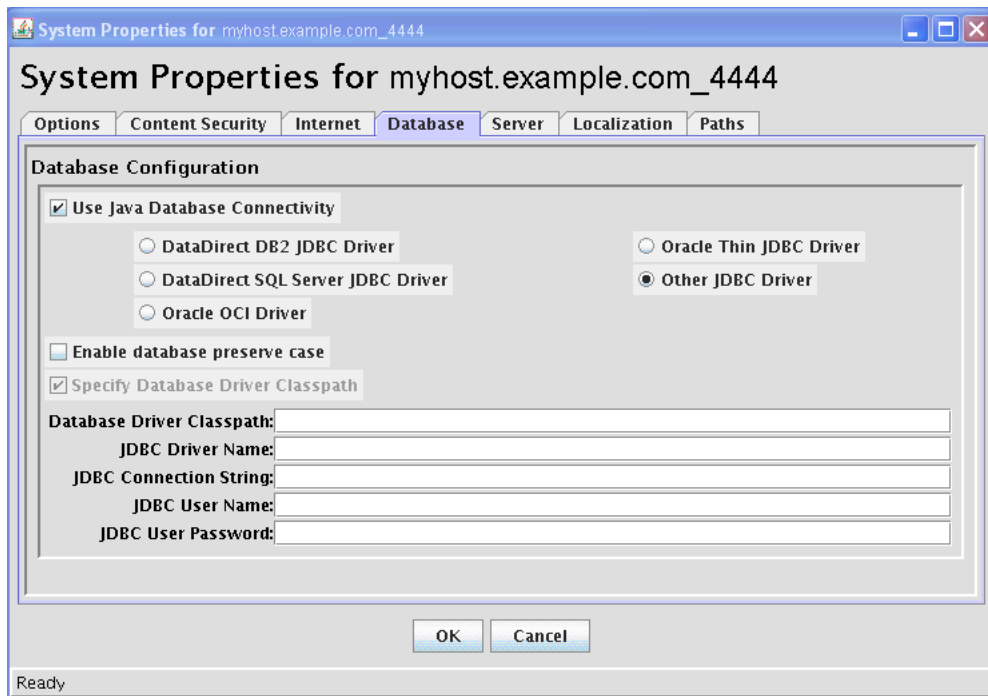 System Properties for myhost.example.com_4444
System Properties for myhost.example.com_4444
Options Content Security Internet Database Server Localization Paths
Database Configuration
Use Java Database Connectivity
DataDirect DB2 JDBC Driver Oracle Thin JDBC Driver
DataDirect SQL Server JDBC Driver Other JDBC Driver
Oracle OCI Driver
Enable database preserve case
Specify Database Driver Classpath
Database Driver Classpath:
JDBC Driver Name:
JDBC Connection String:
JDBC User Name:
JDBC User Password:
OK Cancel
Ready